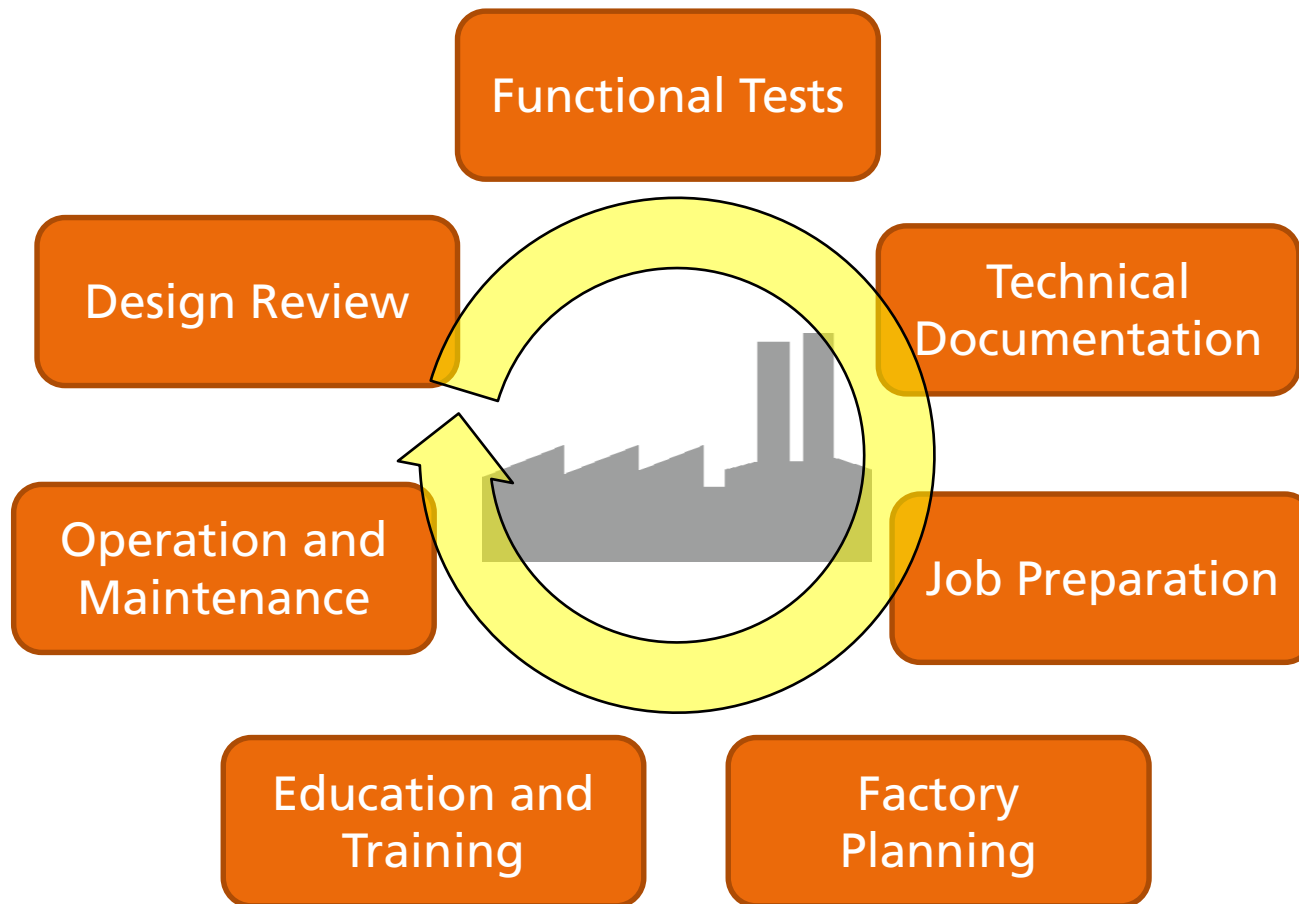 Functional Tests
Design Review
Technical
Documentation
Operation and
Maintenance
Job Preparation
Education and
Training
Factory
Planning